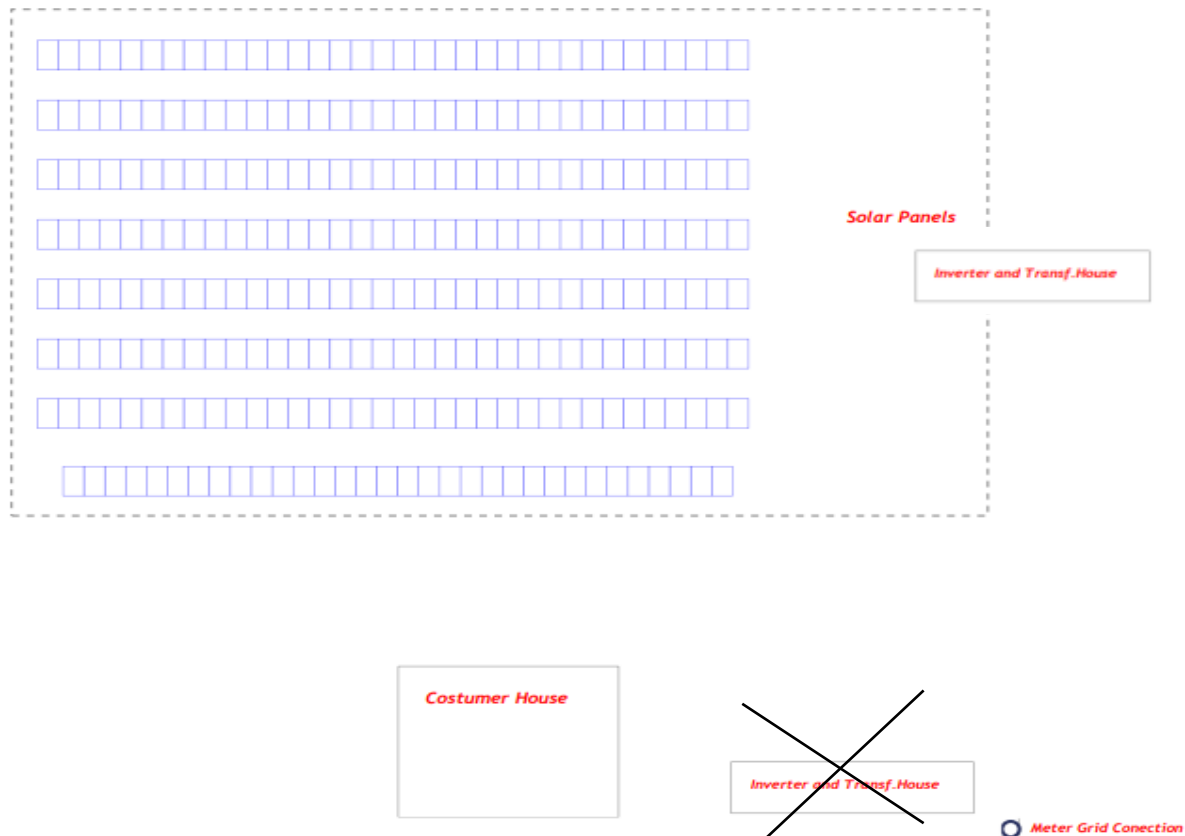 Solar Panels
Inverter and Transf.House
Costumer House
Inverter and Transf.House
Meter Grid Conection